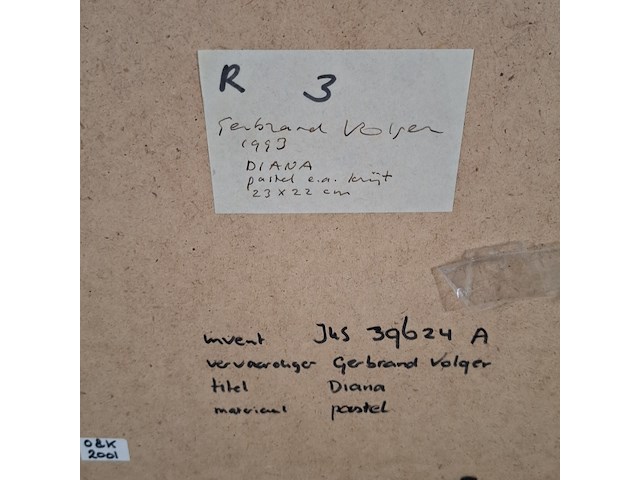 R 3
Gerbrand Volger
1993
DIANA
pastel e.a. krijt
23 x 22 cm
invent JKS 39624 A
vervaardiger Gerbrand Volger
titel Diana
materiaal pastel
O&K
2001